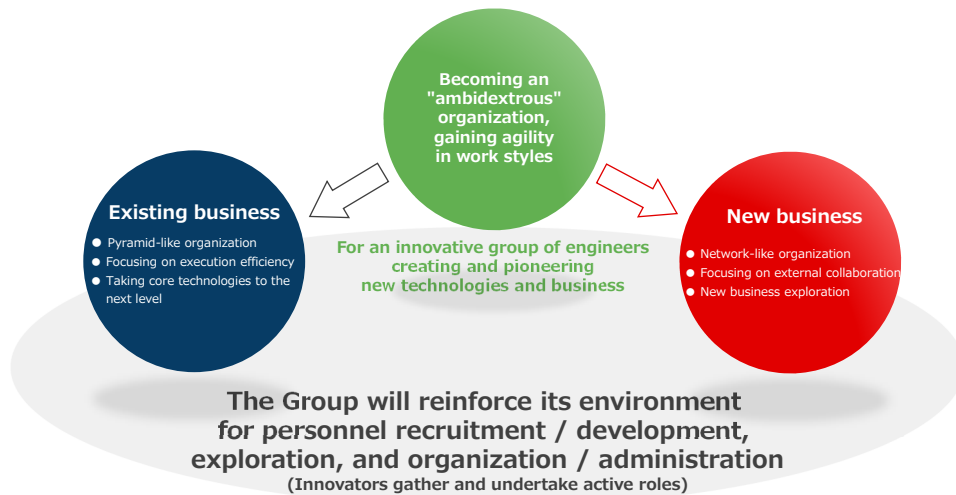 Becoming an
"ambidextrous"
organization,
gaining agility
in work styles
Existing business
● Pyramid-like organization
● Focusing on execution efficiency
● Taking core technologies to the
next level
For an innovative group of engineers
creating and pioneering
new technologies and business
New business
● Network-like organization
● Focusing on external collaboration
● New business exploration
The Group will reinforce its environment
for personnel recruitment / development,
exploration, and organization / administration
(Innovators gather and undertake active roles)